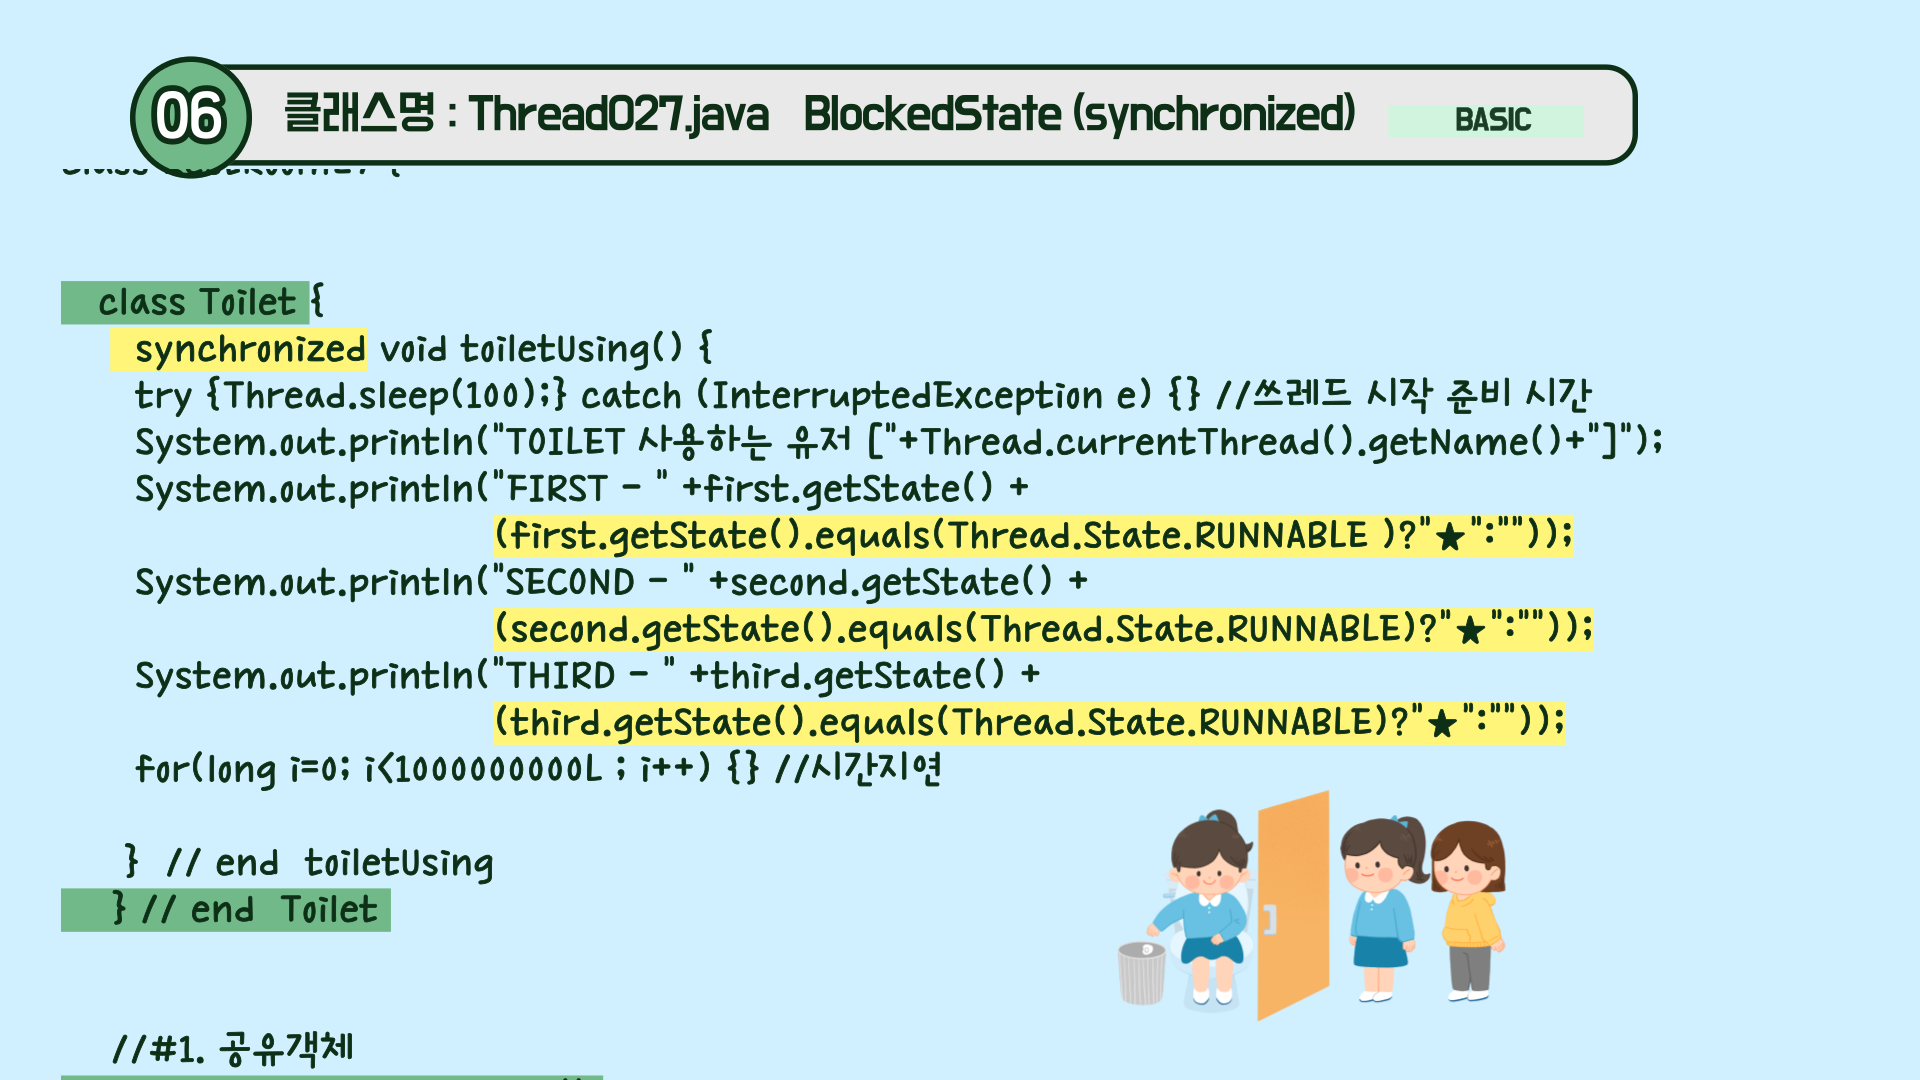 06
클래스명 : Thread027.java BlockedState (synchronized) BASIC
class {
class Toilet {
synchronized void toiletUsing() {
try {Thread.sleep(100);} catch (InterruptedException e) {} //쓰레드 시작 준비 시간
System.out.println("TOILET 사용하는 유저 ["+Thread.currentThread().getName()+"]");
System.out.println("FIRST - " +first.getState() +
(first.getState().equals(Thread.State.RUNNABLE )?"★":""));
System.out.println("SECOND - " +second.getState() +
(second.getState().equals(Thread.State.RUNNABLE)?"★":""));
System.out.println("THIRD - " +third.getState() +
(third.getState().equals(Thread.State.RUNNABLE)?"★":""));
for(long i=0; i<1000000000L ; i++) {} //시간지연
} // end toiletUsing
} // end Toilet
//#1. 공유객체